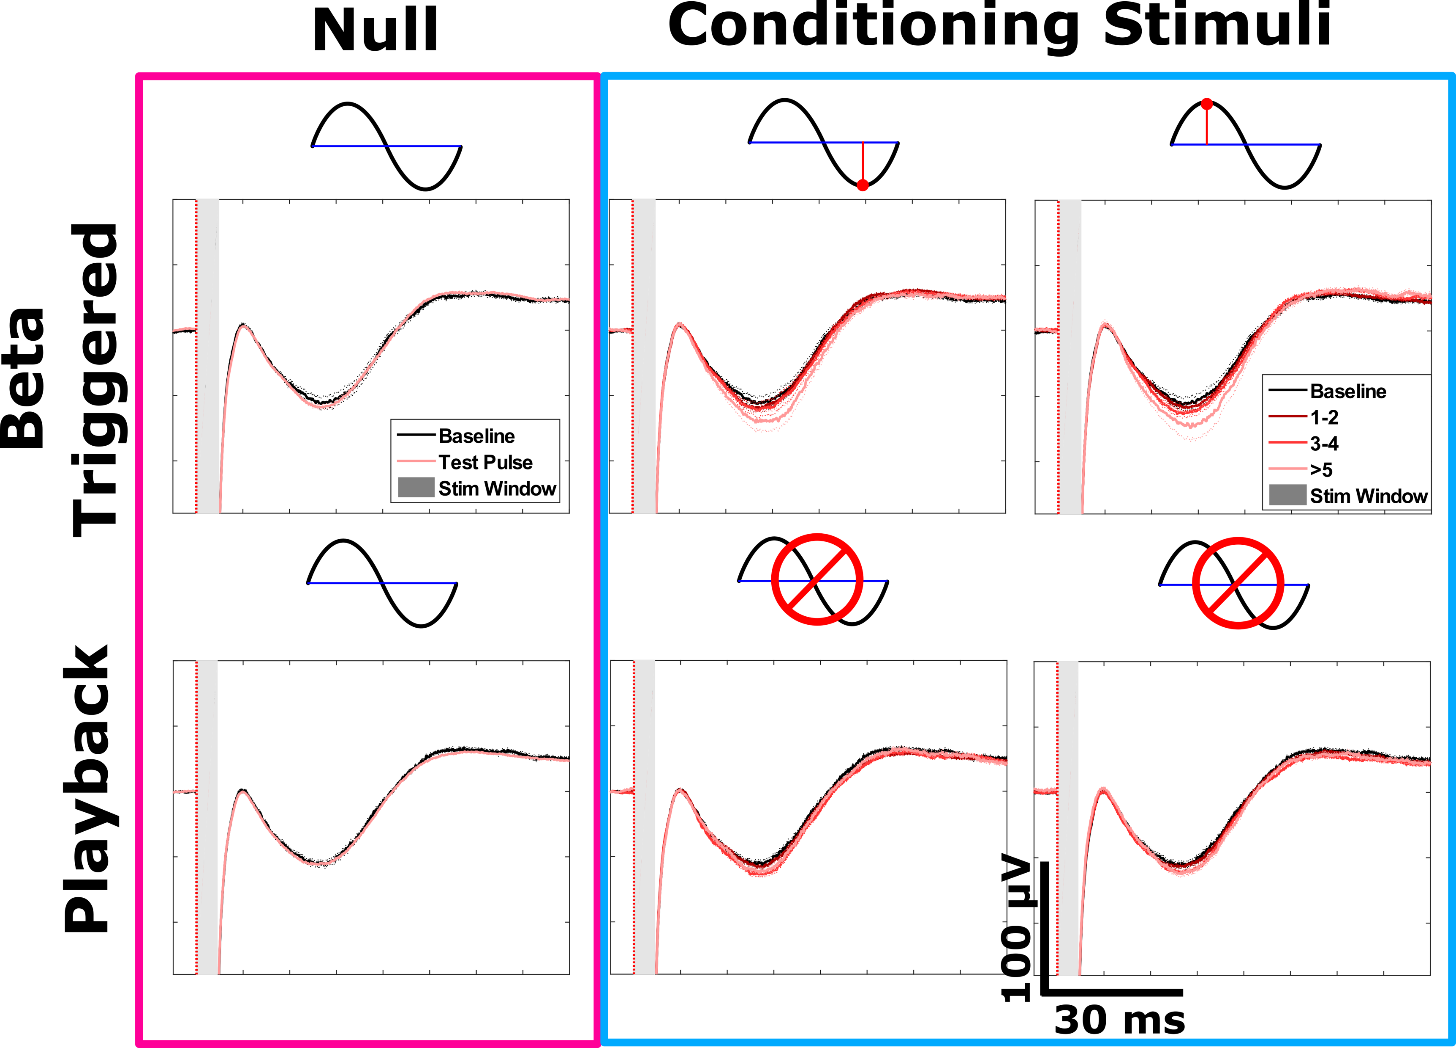 Null
Conditioning Stimuli
Beta
Triggered
Baseline
Test Pulse
Stim Window
Baseline
1-2
3-4
>5
Stim Window
Playback
100 µV
30 ms